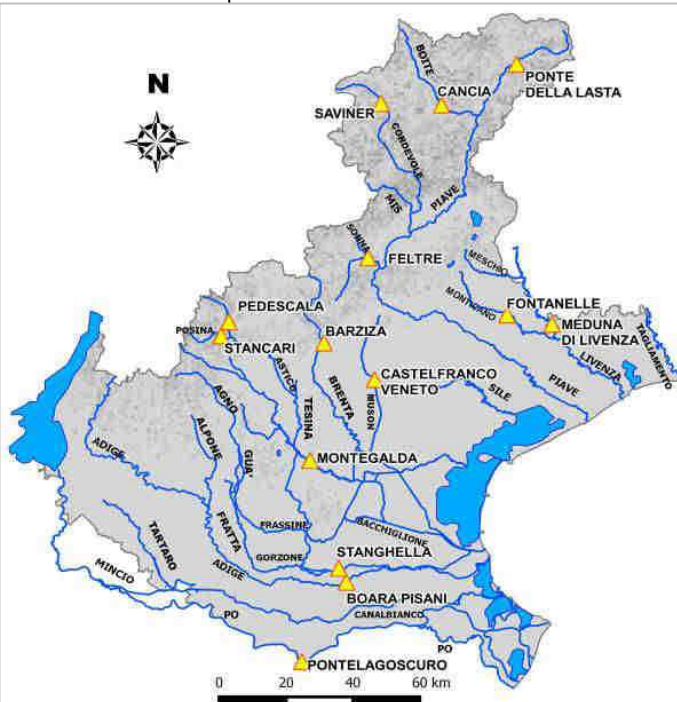 BOITE
PONTE
DELLA LASTA
N
CANCIA
SAVINER
CORDEVOLE
MIS
PIAVE
SONNA
FELTRE
MESCHIO
PEDESCALA
MONTICANO
FONTANELLE
POSINA
BARZIZA
MEDUNA
DI LIVENZA
STANCARI
TAGLIAMENTO
ASTICO
LIVENZA
CASTELFRANCO
VENETO
AGNO
BRENTA
PIAVE
SILE
TESINA
MUSON
ALPONE
ADIGE
GUA'
MONTEGALDA
FRATTA
FRASSINE
BACCHIGLIONE
TARTARO
STANGHELLA
GORZONE
MINCIO
ADIGE
BOARA PISANI
PO
CANALBIANCO
PO
PONTELAGOSCURO
0 20 40 60 km